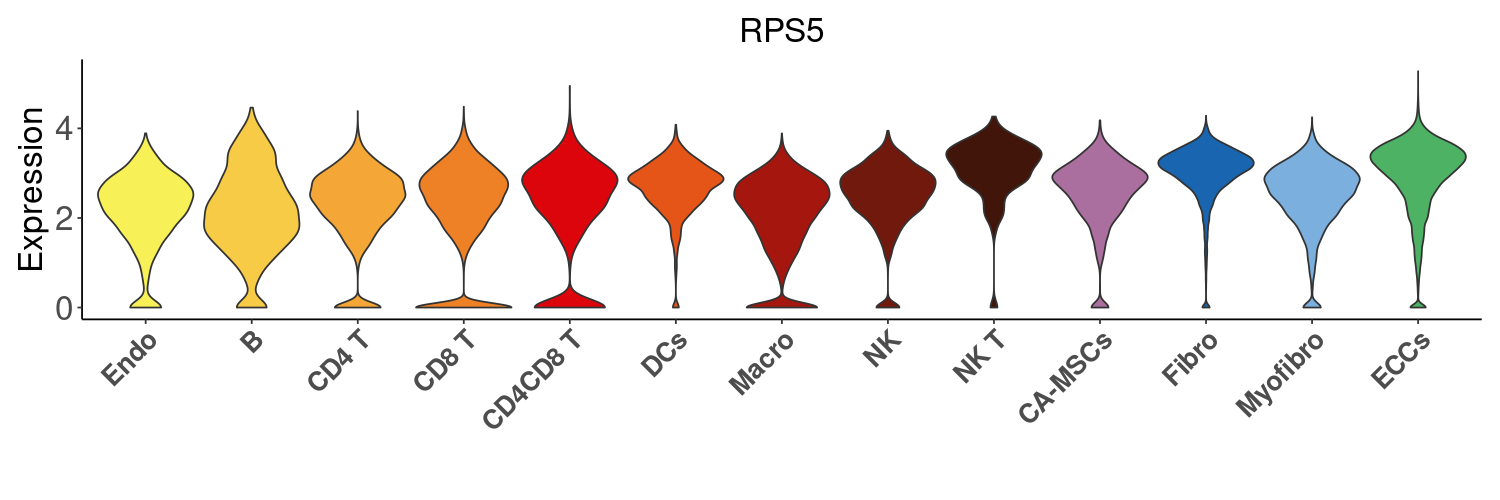 RPS5
Expression
4
2
0
Endo
B
CD4 T
CD8 T
CD4CD8 T
DCs
Macro
NK
NK T
CA-MSCs
Fibro
Myofibro
ECCs